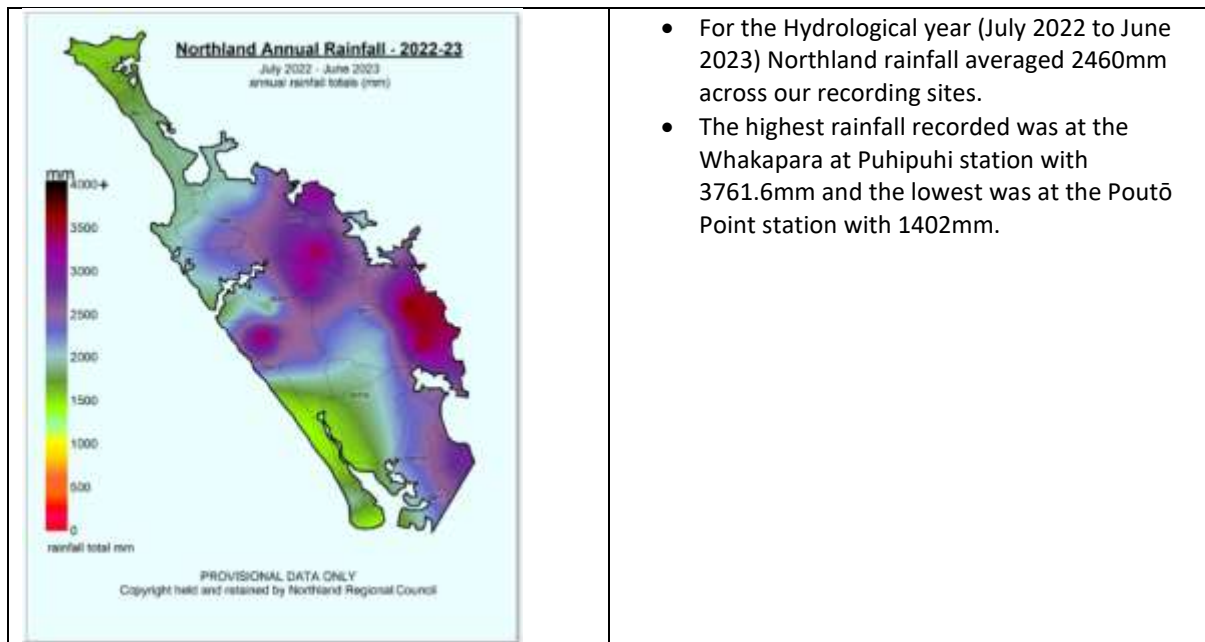 Northland Annual Rainfall - 2022-23
July 2022 - June 2023
annual rainfall totals (mm)
mm
4000+
3500
3000
2500
2000
1500
1000
500
0
rainfall total mm
PROVISIONAL DATA ONLY
Copyright held and retained by Northland Regional Council
• For the Hydrological year (July 2022 to June
2023) Northland rainfall averaged 2460mm
across our recording sites.
• The highest rainfall recorded was at the
Whakapara at Puhipuhi station with
3761.6mm and the lowest was at the Poutō
Point station with 1402mm.